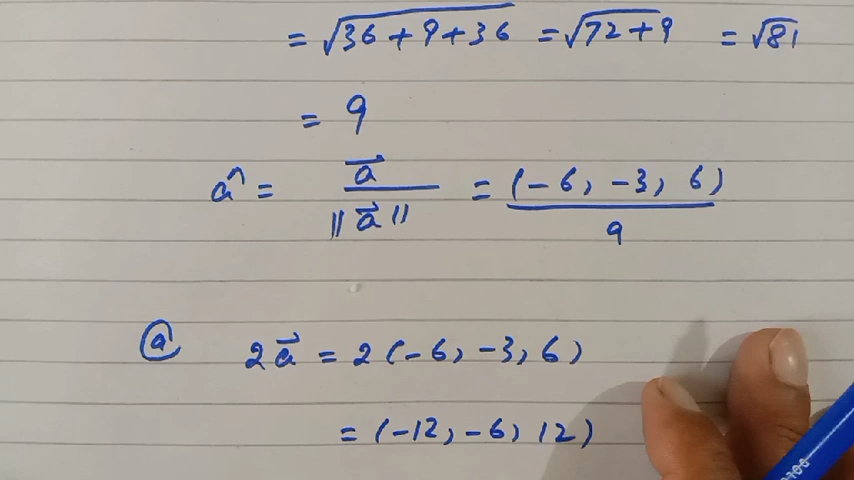 = √36+9+36 = √72+9 = √81
= 9
a^ = a⃗ / ||a⃗|| = (-6, -3, 6) / 9
(a) 2a⃗ = 2(-6, -3, 6)
= (-12, -6, 12)